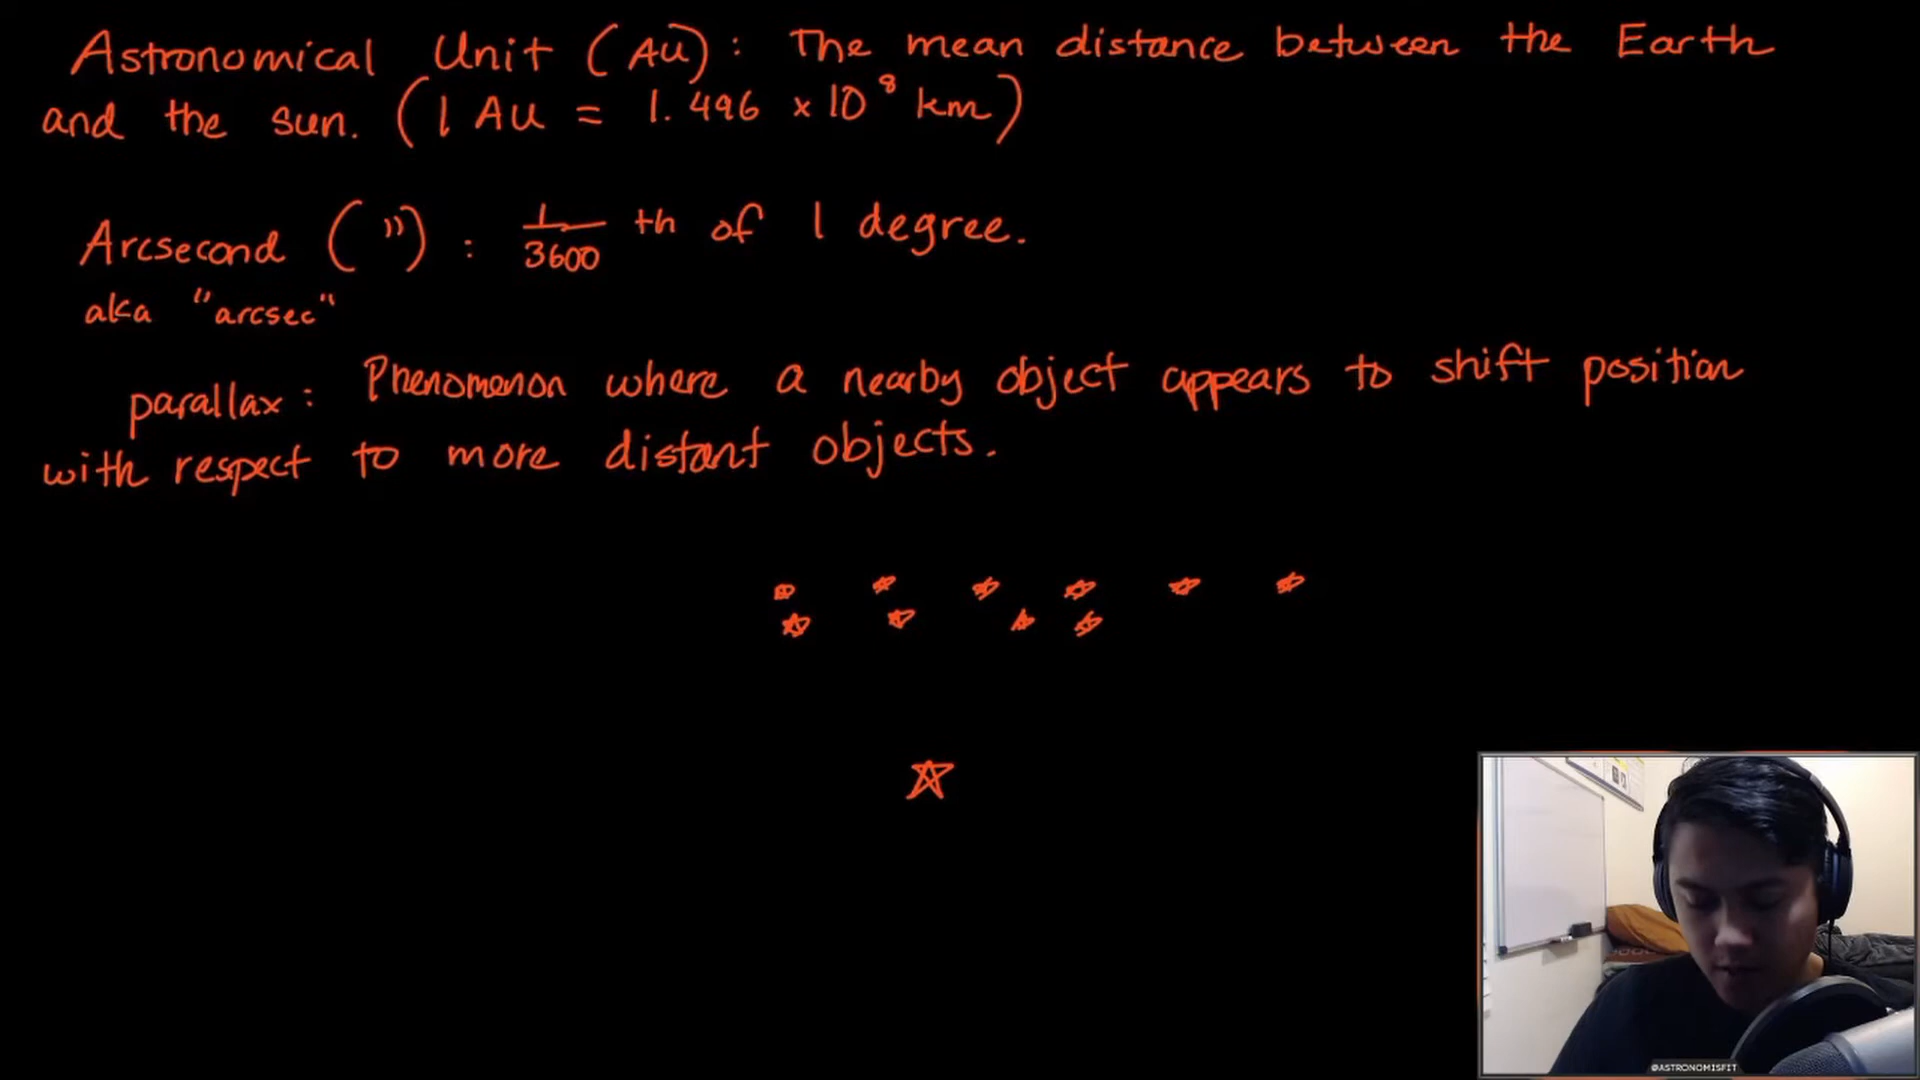 Astronomical Unit (AU): The mean distance between the Earth
and the sun. (1 AU = 1.496 x 10⁸ km)
Arcsecond ("): 1/3600 th of 1 degree.
aka "arcsec"
parallax: Phenomenon where a nearby object appears to shift position
with respect to more distant objects.
@ASTRONOMISFIT